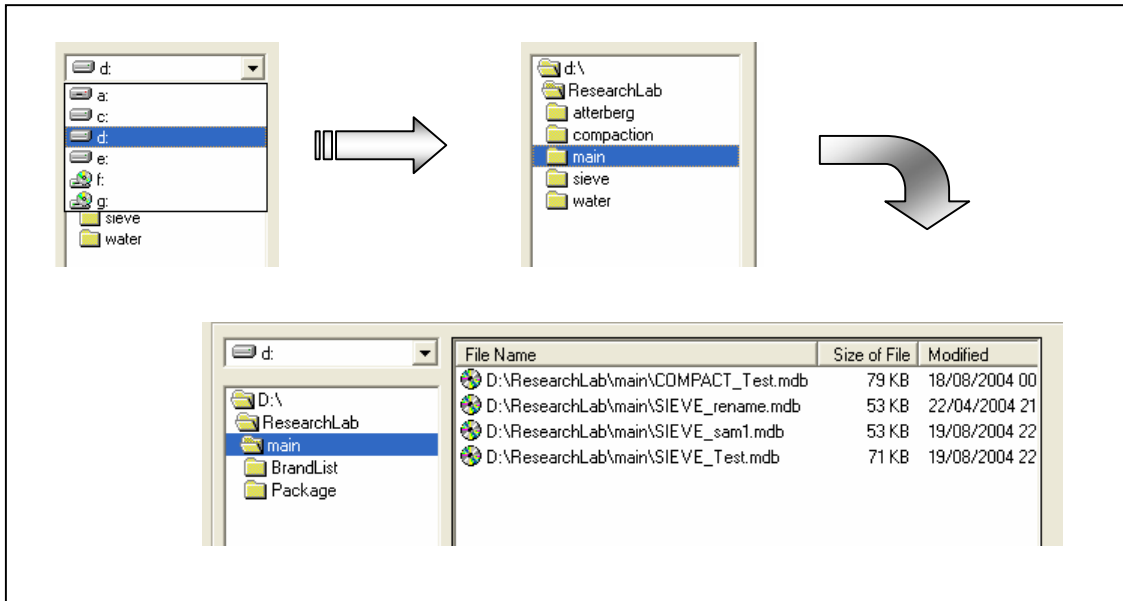 d:
a:
c:
d:
e:
f:
g:
sieve
water
d:\
ResearchLab
atterberg
compaction
main
sieve
water
d:
D:\
ResearchLab
main
BrandList
Package
File Name Size of File Modified
D:\ResearchLab\main\COMPACT_Test.mdb 79 KB 18/08/2004 00
D:\ResearchLab\main\SIEVE_rename.mdb 53 KB 22/04/2004 21
D:\ResearchLab\main\SIEVE_sam1.mdb 53 KB 19/08/2004 22
D:\ResearchLab\main\SIEVE_Test.mdb 71 KB 19/08/2004 22